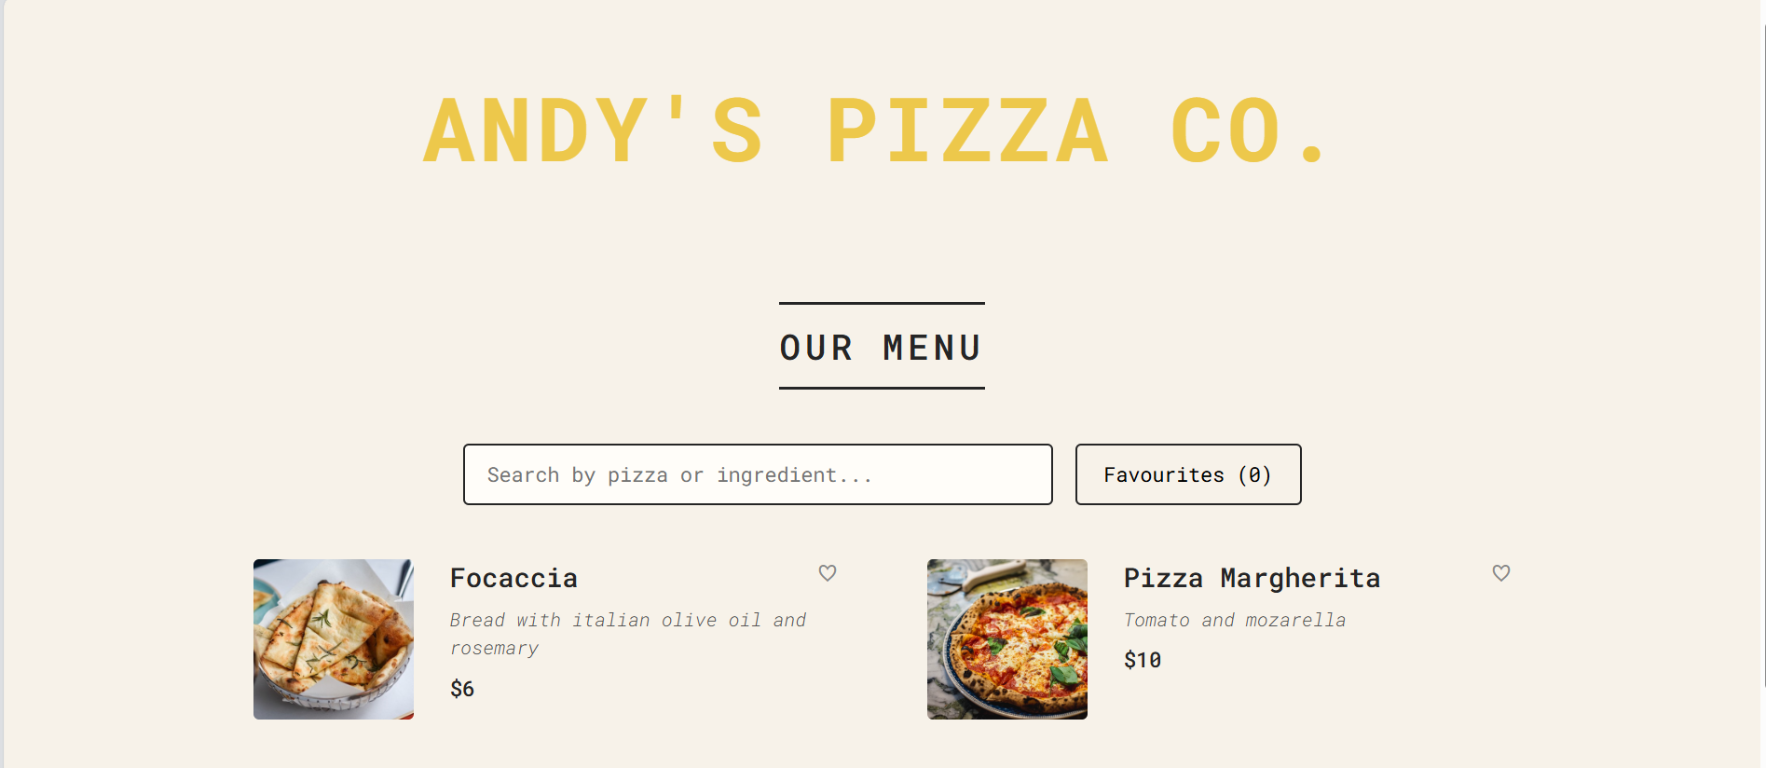 ANDY'S PIZZA CO.
OUR MENU
Search by pizza or ingredient...
Favourites (0)
Focaccia
Bread with italian olive oil and
rosemary
$6
Pizza Margherita
Tomato and mozarella
$10